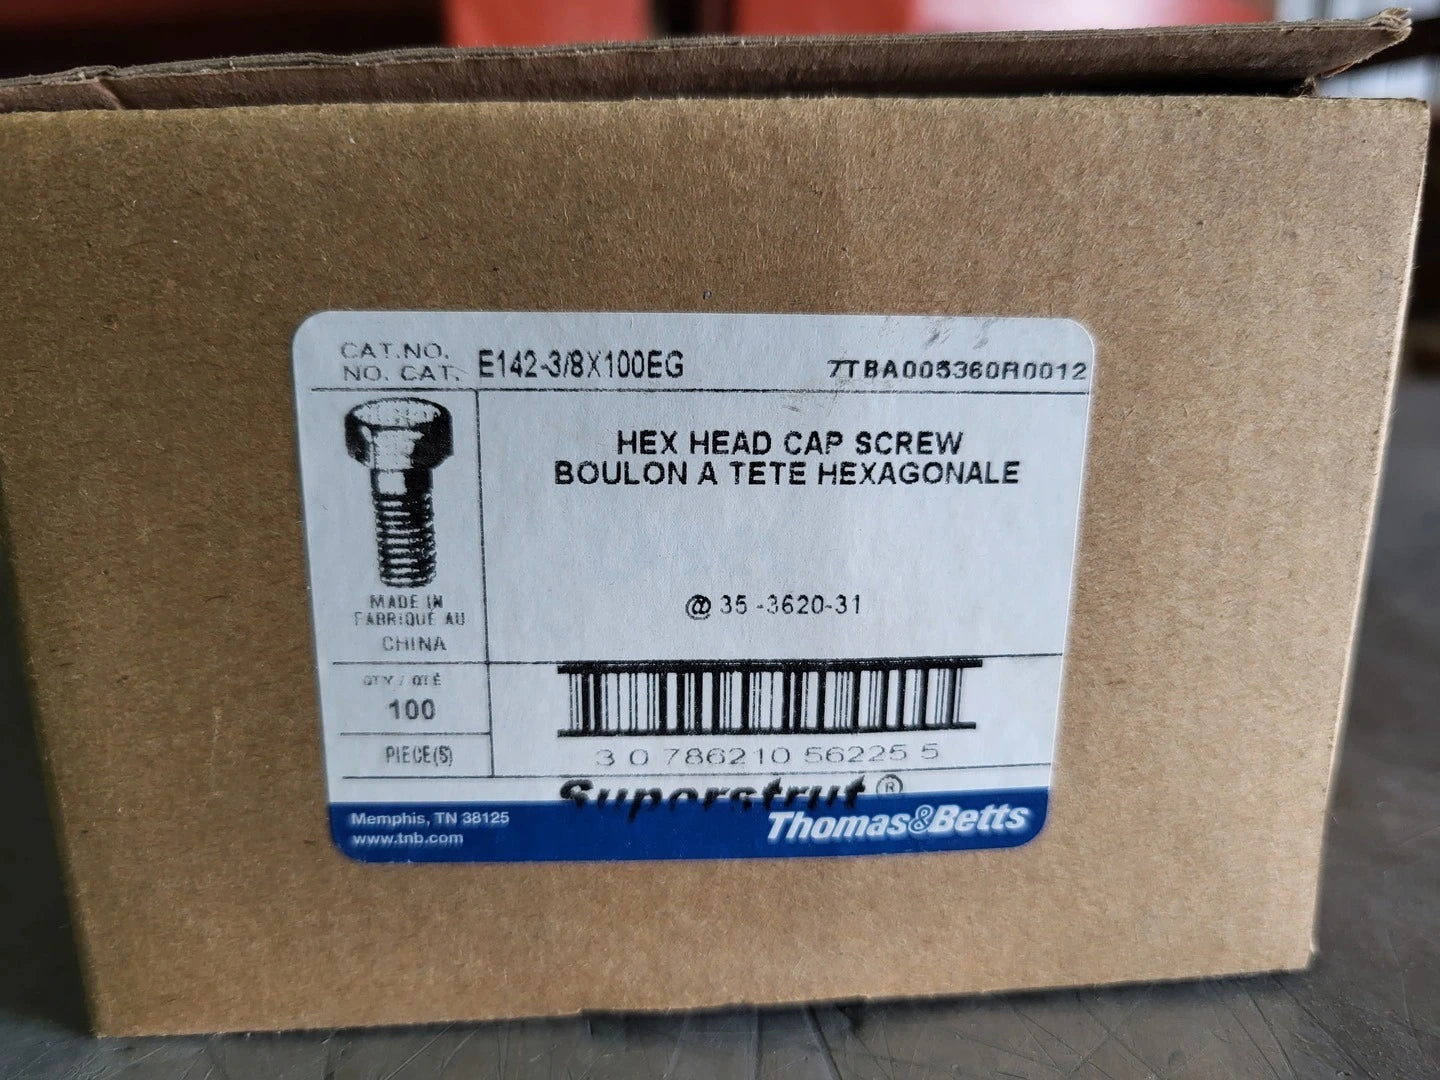 CAT.NO. E142-3/8X100EG 7TBA005360R0012
NO. CAT.
HEX HEAD CAP SCREW
BOULON A TETE HEXAGONALE
@ 35 -3620-31
MADE IN
FABRIQUE AU
CHINA
QTY / QTÉ
100
PIECE(S)
3 0 786210 56225 5
Superstrut ®
Memphis, TN 38125
www.tnb.com
Thomas&Betts